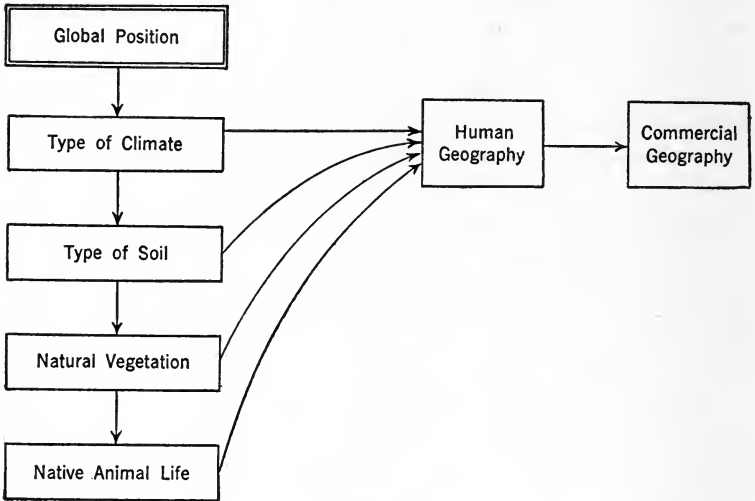 Global Position
Type of Climate
Human
Geography
Commercial
Geography
Type of Soil
Natural Vegetation
Native Animal Life